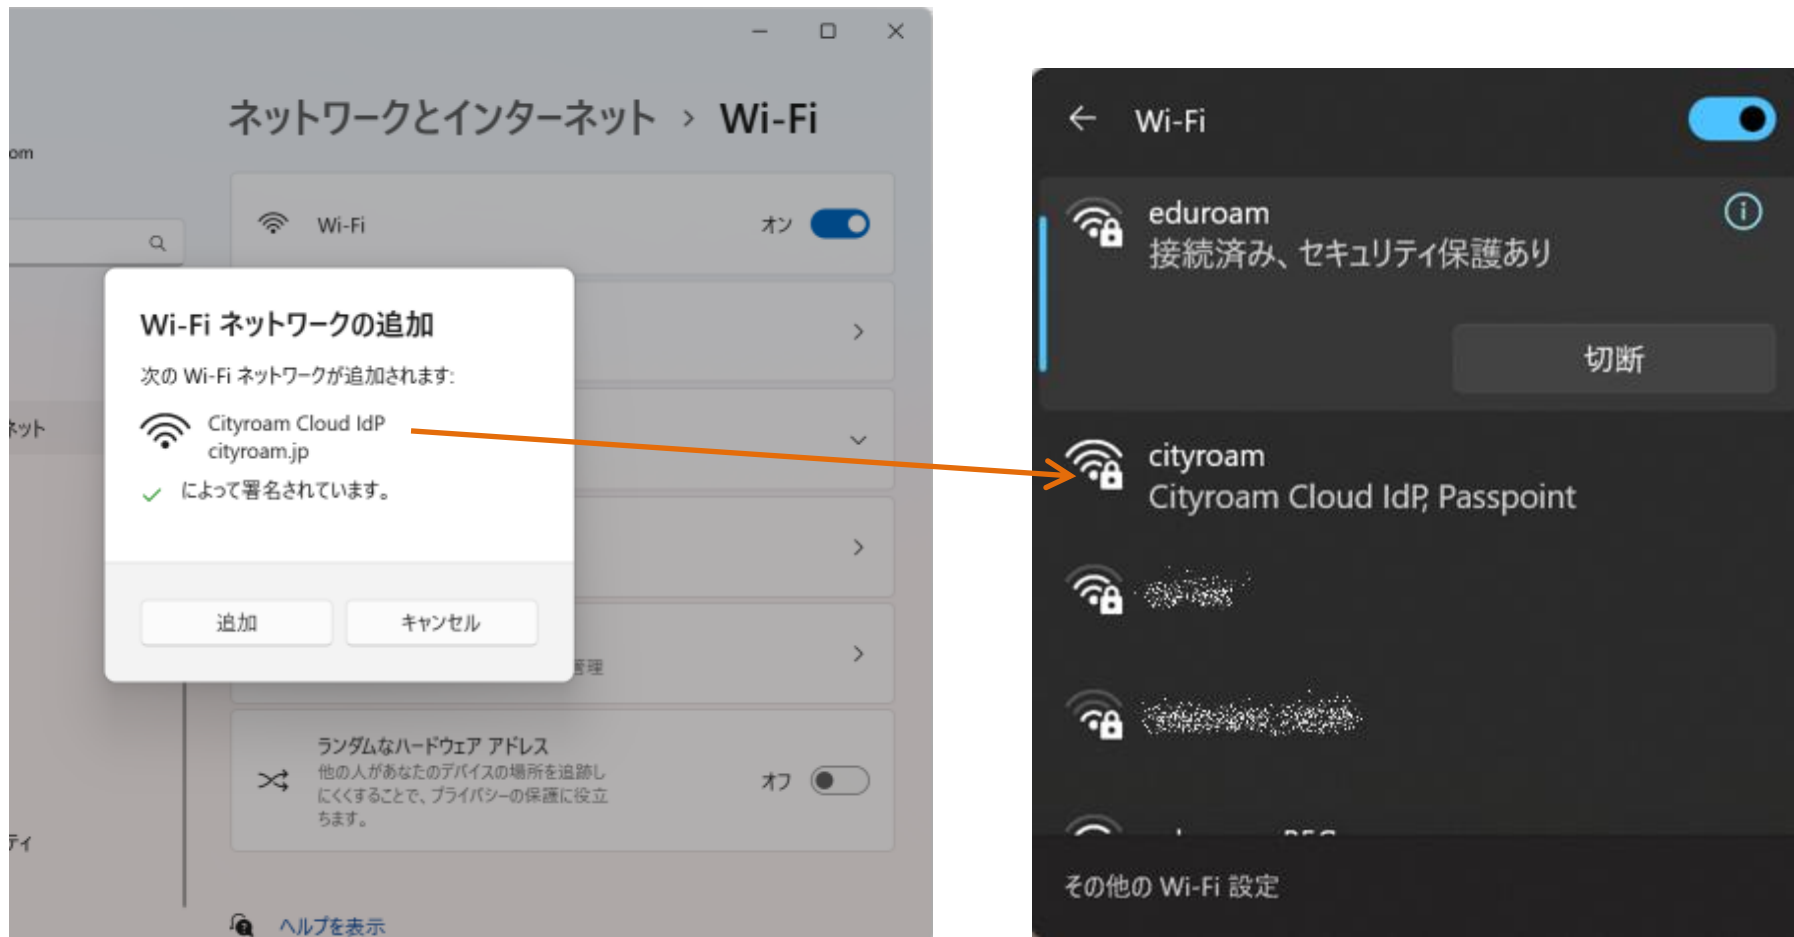 om
ネットワークとインターネット › Wi-Fi
Wi-Fi
オン
Wi-Fi ネットワークの追加
次の Wi-Fi ネットワークが追加されます:
Cityroam Cloud IdP
cityroam.jp
によって署名されています。
追加
キャンセル
ネット
管理
ランダムなハードウェア アドレス
他の人があなたのデバイスの場所を追跡し
にくくすることで、プライバシーの保護に役立
ちます。
オフ
ティ
ヘルプを表示
Wi-Fi
eduroam
接続済み、セキュリティ保護あり
切断
cityroam
Cityroam Cloud IdP, Passpoint
その他の Wi-Fi 設定